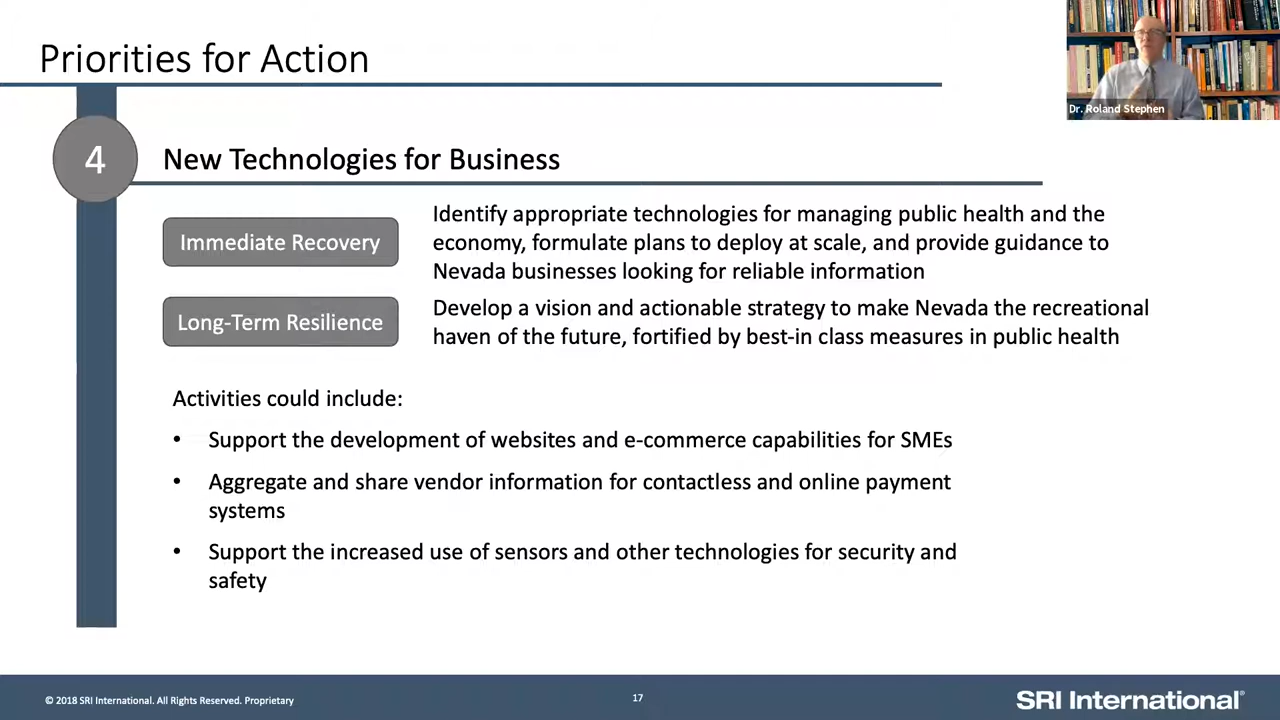 Priorities for Action
Dr. Roland Stephen
4
New Technologies for Business
Immediate Recovery
Identify appropriate technologies for managing public health and the
economy, formulate plans to deploy at scale, and provide guidance to
Nevada businesses looking for reliable information
Long-Term Resilience
Develop a vision and actionable strategy to make Nevada the recreational
haven of the future, fortified by best-in class measures in public health
Activities could include:
• Support the development of websites and e-commerce capabilities for SMEs
• Aggregate and share vendor information for contactless and online payment
systems
• Support the increased use of sensors and other technologies for security and
safety
© 2018 SRI International. All Rights Reserved. Proprietary
17
SRI International®